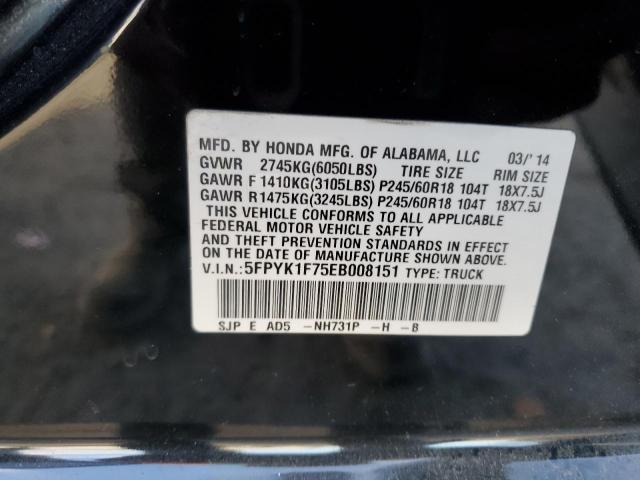 MFD. BY HONDA MFG. OF ALABAMA, LLC 03/'14
GVWR 2745KG(6050LBS) TIRE SIZE RIM SIZE
GAWR F 1410KG(3105LBS) P245/60R18 104T 18X7.5J
GAWR R 1475KG(3245LBS) P245/60R18 104T 18X7.5J
THIS VEHICLE CONFORMS TO ALL APPLICABLE
FEDERAL MOTOR VEHICLE SAFETY
AND THEFT PREVENTION STANDARDS IN EFFECT
ON THE DATE OF MANUFACTURE SHOWN ABOVE.
V.I.N.: 5FPYK1F75EB008151 TYPE: TRUCK
SJP E AD5 -NH731P -H -B